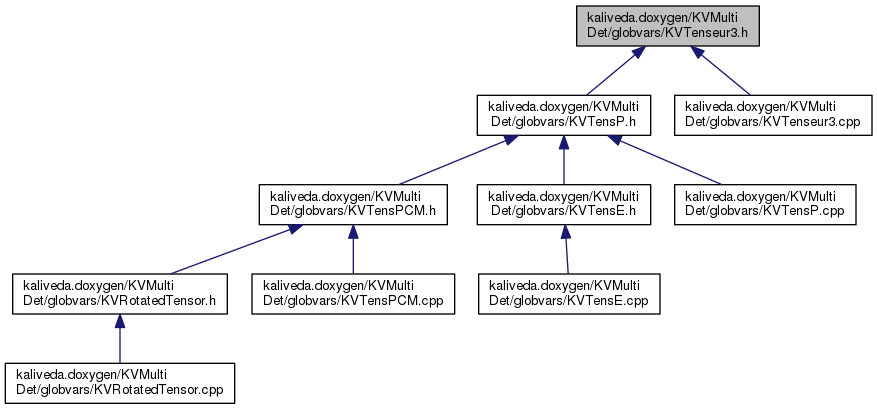 kaliveda.doxygen/KVMulti
Det/globvars/KVTenseur3.h
kaliveda.doxygen/KVMulti
Det/globvars/KVTensP.h
kaliveda.doxygen/KVMulti
Det/globvars/KVTenseur3.cpp
kaliveda.doxygen/KVMulti
Det/globvars/KVTensPCM.h
kaliveda.doxygen/KVMulti
Det/globvars/KVTensE.h
kaliveda.doxygen/KVMulti
Det/globvars/KVTensP.cpp
kaliveda.doxygen/KVMulti
Det/globvars/KVRotatedTensor.h
kaliveda.doxygen/KVMulti
Det/globvars/KVTensPCM.cpp
kaliveda.doxygen/KVMulti
Det/globvars/KVTensE.cpp
kaliveda.doxygen/KVMulti
Det/globvars/KVRotatedTensor.cpp